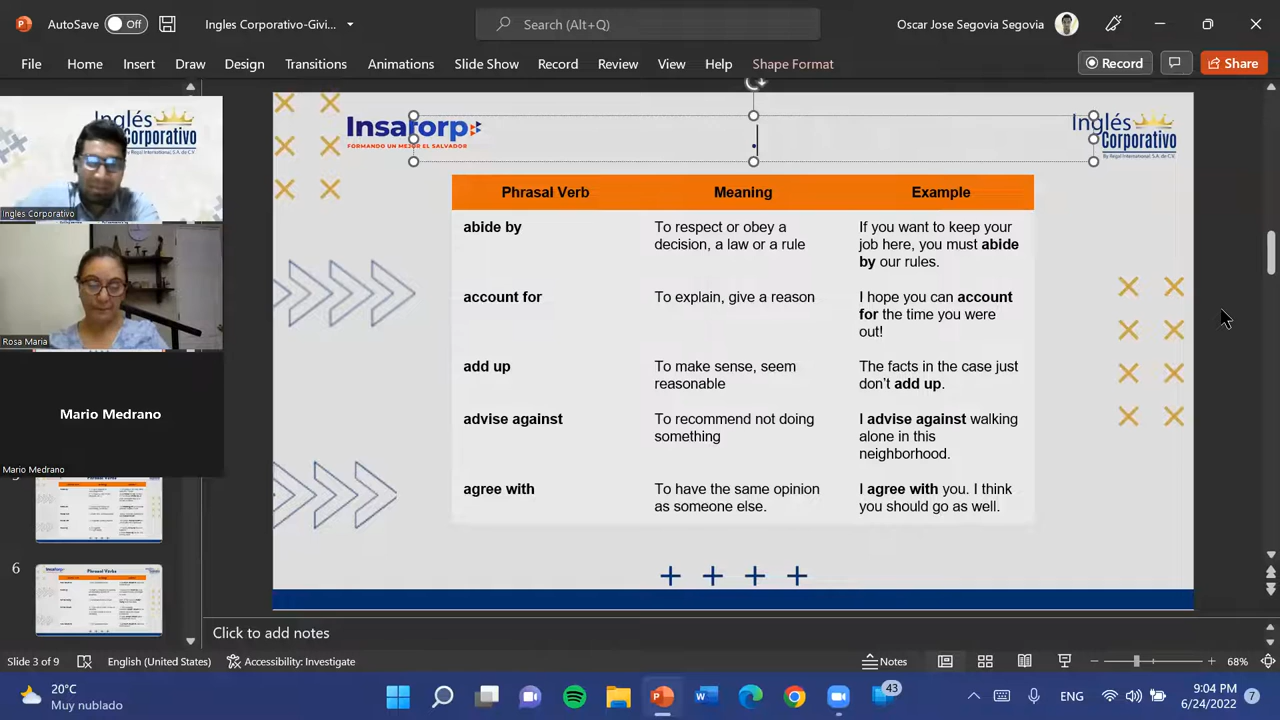 AutoSave Off Ingles Corporativo-Givi... Search (Alt+Q) Oscar Jose Segovia Segovia
File Home Insert Draw Design Transitions Animations Slide Show Record Review View Help Shape Format Record Share
Inglés
Corporativo
Ingles Corporativo
Rosa Maria
Mario Medrano
Mario Medrano
Phrasal Verbs
6
Insaforp
FORMANDO UN MEJOR EL SALVADOR
Inglés
Corporativo
By Regal International, S.A. de C.V.
Phrasal Verb Meaning Example
abide by To respect or obey a If you want to keep your
decision, a law or a rule job here, you must abide
by our rules.
account for To explain, give a reason I hope you can account
for the time you were
out!
add up To make sense, seem The facts in the case just
reasonable don't add up.
advise against To recommend not doing I advise against walking
something alone in this
neighborhood.
agree with To have the same opinion I agree with you. I think
as someone else. you should go as well.
Click to add notes
Slide 3 of 9 English (United States) Accessibility: Investigate Notes 68%
20°C
Muy nublado
43
ENG
9:04 PM
6/24/2022
7